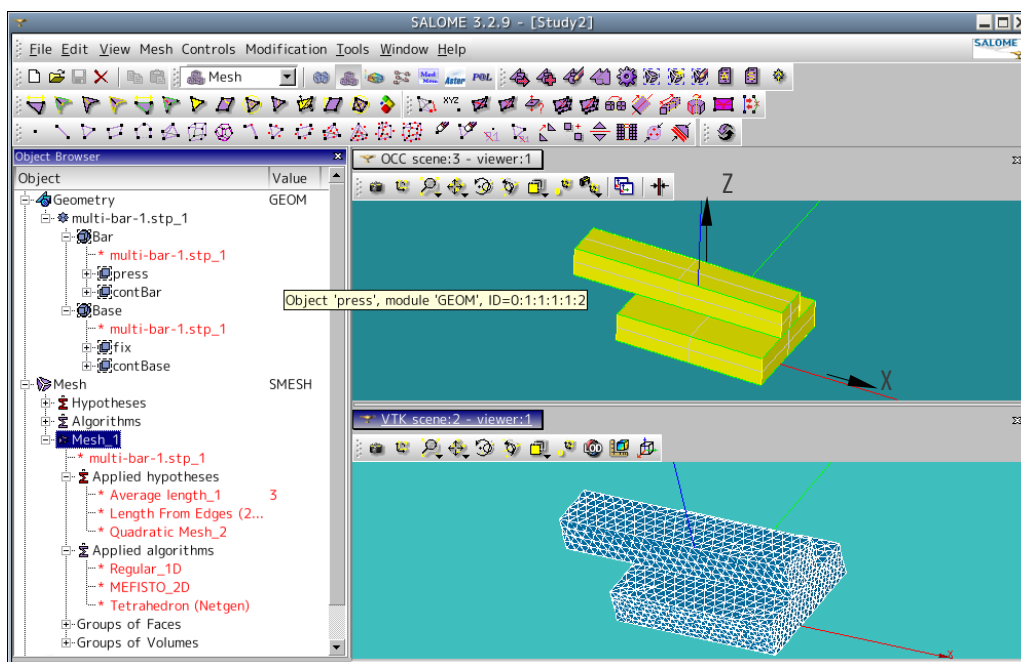 SALOME 3.2.9 - [Study2]
File Edit View Mesh Controls Modification Tools Window Help
SALOME
Mesh
Aster POL
XYZ
Object Browser
Object Value
Geometry GEOM
multi-bar-1.stp_1
Bar
* multi-bar-1.stp_1
press
contBar
Base
* multi-bar-1.stp_1
fix
contBase
Mesh SMESH
Hypotheses
Algorithms
Mesh_1
* multi-bar-1.stp_1
Applied hypotheses
* Average length_1 3
* Length From Edges (2...
* Quadratic Mesh_2
Applied algorithms
* Regular_1D
* MEFISTO_2D
* Tetrahedron (Netgen)
Groups of Faces
Groups of Volumes
Object 'press', module 'GEOM', ID=0:1:1:1:1:2
OCC scene:3 - viewer:1
Z
X
VTK scene:2 - viewer:1
LOD
X